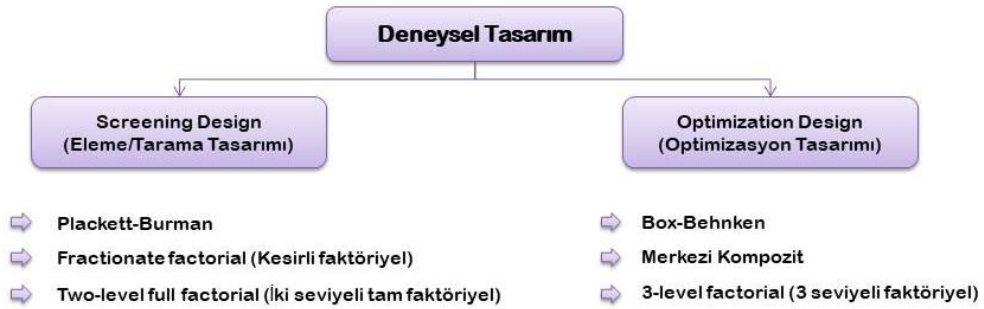 Deneysel Tasarım
Screening Design
(Eleme/Tarama Tasarımı)
Optimization Design
(Optimizasyon Tasarımı)
Plackett-Burman
Fractionate factorial (Kesirli faktöriyel)
Two-level full factorial (İki seviyeli tam faktöriyel)
Box-Behnken
Merkezi Kompozit
3-level factorial (3 seviyeli faktöriyel)